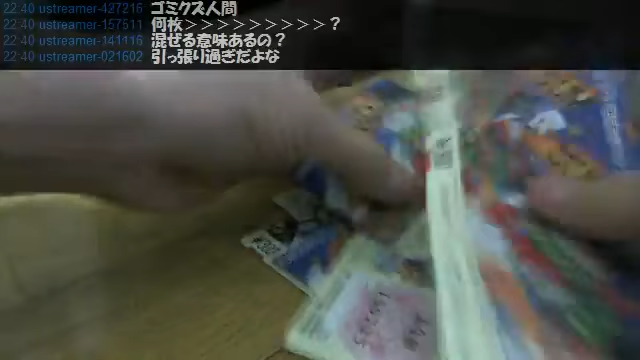 22:40 ustreamer-427216 ゴミクズ人間
22:40 ustreamer-157511 何枚＞＞＞＞＞＞＞＞＞？
22:40 ustreamer-141116 混ぜる意味あるの？
22:40 ustreamer-021602 引っ張り過ぎだよな